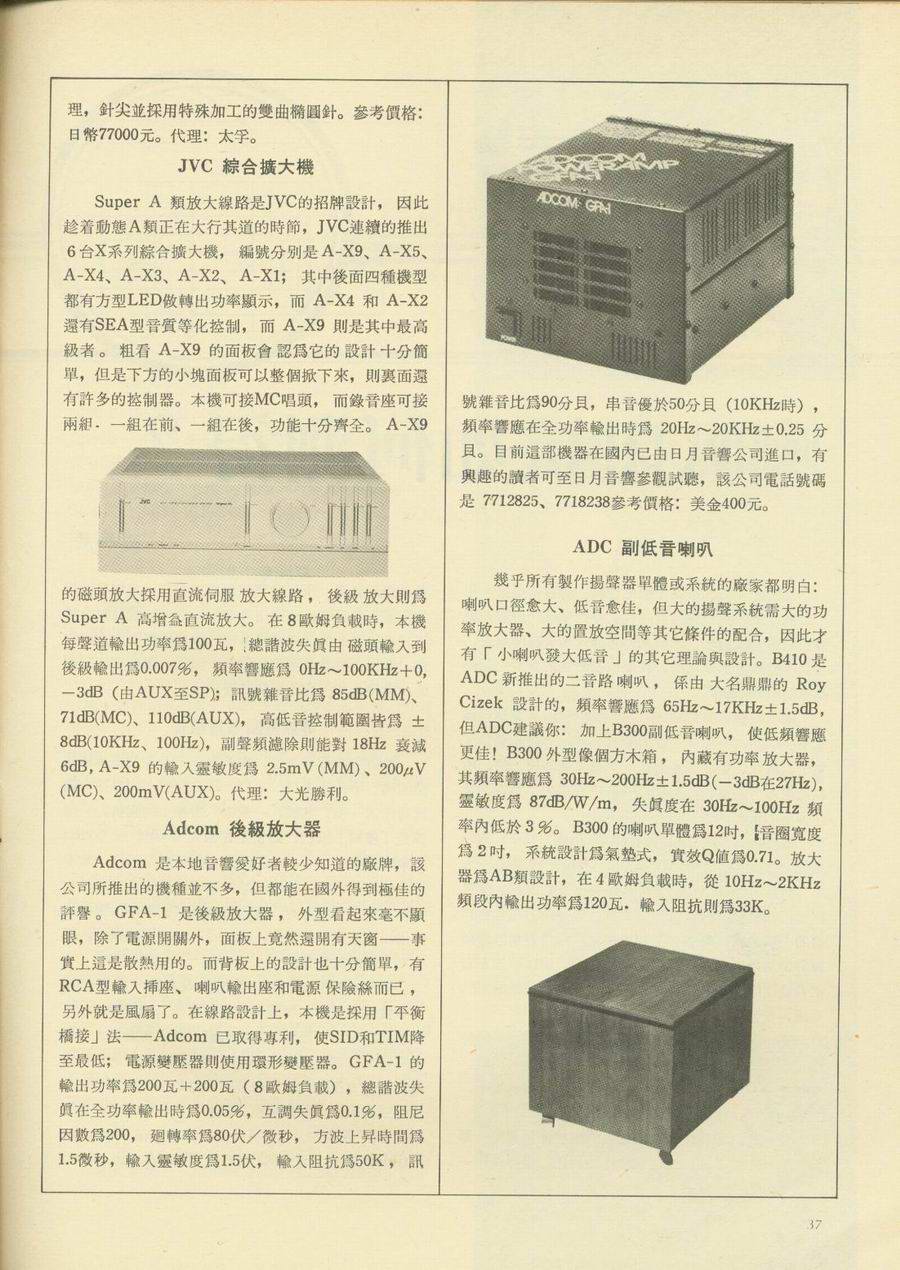 理，針尖並採用特殊加工的雙曲橢圓針。參考價格：
日幣77000元。代理：太孚。
JVC 綜合擴大機
Super A 類放大線路是JVC的招牌設計，因此
趁着動態A類正在大行其道的時節，JVC連續的推出
6台X系列綜合擴大機，編號分別是A-X9、A-X5、
A-X4、A-X3、A-X2、A-X1；其中後面四種機型
都有方型LED做轉出功率顯示，而 A-X4 和 A-X2
還有SEA型音質等化控制，而 A-X9 則是其中最高
級者。粗看 A-X9 的面板會認爲它的設計十分簡
單，但是下方的小塊面板可以整個掀下來，則裏面還
有許多的控制器。本機可接MC唱頭，而錄音座可接
兩組．一組在前、一組在後，功能十分齊全。A-X9
JVC
的磁頭放大採用直流伺服放大線路，後級放大則爲
Super A 高增益直流放大。在8歐姆負載時，本機
每聲道輸出功率爲100瓦，總諧波失眞由磁頭輸入到
後級輸出爲0.007%，頻率響應爲 0Hz～100KHz+0,
－3dB（由AUX至SP）；訊號雜音比爲 85dB(MM)、
71dB(MC)、110dB(AUX)，高低音控制範圍皆爲 ±
8dB(10KHz、100Hz)，副聲頻濾除則能對 18Hz 衰減
6dB, A-X9 的輸入靈敏度爲 2.5mV (MM)、200μV
(MC)、200mV(AUX)。代理：大光勝利。
Adcom 後級放大器
Adcom 是本地音響愛好者較少知道的廠牌，該
公司所推出的機種並不多，但都能在國外得到極佳的
評譽。GFA-1 是後級放大器，外型看起來毫不顯
眼，除了電源開關外，面板上竟然還開有天窗——事
實上這是散熱用的。而背板上的設計也十分簡單，有
RCA型輸入挿座、喇叭輸出座和電源保險絲而已，
另外就是風扇了。在線路設計上，本機是採用「平衡
橋接」法——Adcom 已取得專利，使SID和TIM降
至最低；電源變壓器則使用環形變壓器。GFA-1 的
輸出功率爲200瓦+200瓦（8歐姆負載），總諧波失
眞在全功率輸出時爲0.05%，互調失眞爲0.1%，阻尼
因數爲200，廻轉率爲80伏／微秒，方波上昇時間爲
1.5微秒，輸入靈敏度爲1.5伏，輸入阻抗爲50K，訊
ADCOM
POWERAMP
GFA-1
ADCOM GFA-1
POWER
號雜音比爲90分貝，串音優於50分貝（10KHz時），
頻率響應在全功率輸出時爲 20Hz～20KHz±0.25 分
貝。目前這部機器在國內已由日月音響公司進口，有
興趣的讀者可至日月音響參觀試聽，該公司電話號碼
是 7712825、7718238參考價格：美金400元。
ADC 副低音喇叭
幾乎所有製作揚聲器單體或系統的廠家都明白：
喇叭口徑愈大、低音愈佳，但大的揚聲系統需大的功
率放大器、大的置放空間等其它條件的配合，因此才
有「小喇叭發大低音」的其它理論與設計。B410是
ADC 新推出的二音路喇叭，係由大名鼎鼎的 Roy
Cizek 設計的，頻率響應爲 65Hz～17KHz±1.5dB,
但ADC建議你：加上B300副低音喇叭，使低頻響應
更佳！B300 外型像個方木箱，內藏有功率放大器，
其頻率響應爲 30Hz～200Hz±1.5dB(－3dB在27Hz),
靈敏度爲 87dB/W/m，失眞度在 30Hz～100Hz 頻
率內低於3%。B300 的喇叭單體爲12吋，音圈寬度
爲2吋，系統設計爲氣墊式，實效Q值爲0.71。放大
器爲AB類設計，在4歐姆負載時，從 10Hz～2KHz
頻段內輸出功率爲120瓦．輸入阻抗則爲33K。
37